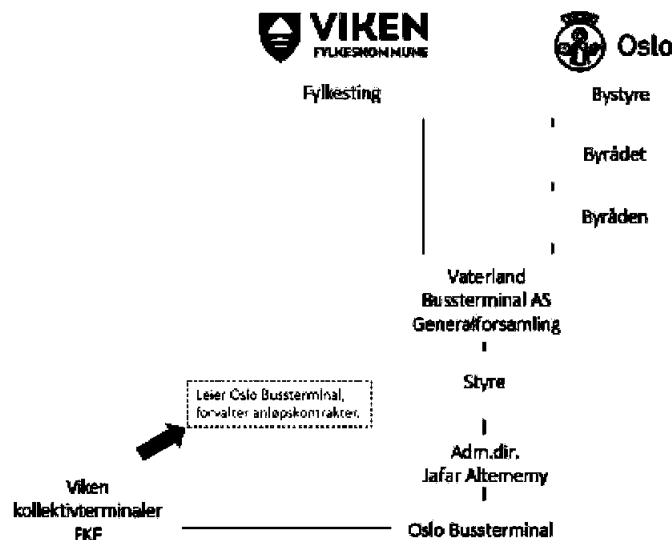 VIKEN
FYLKESKOMMUNE
Oslo
Fylkesting
Bystyre
Byrådet
Byråden
Vaterland
Bussterminal AS
Generalforsamling
Styre
Leier Oslo Bussterminal,
forvalter anløpskontrakter.
Adm.dir.
Jafar Altememy
Viken
kollektivterminaler
FKF
Oslo Bussterminal